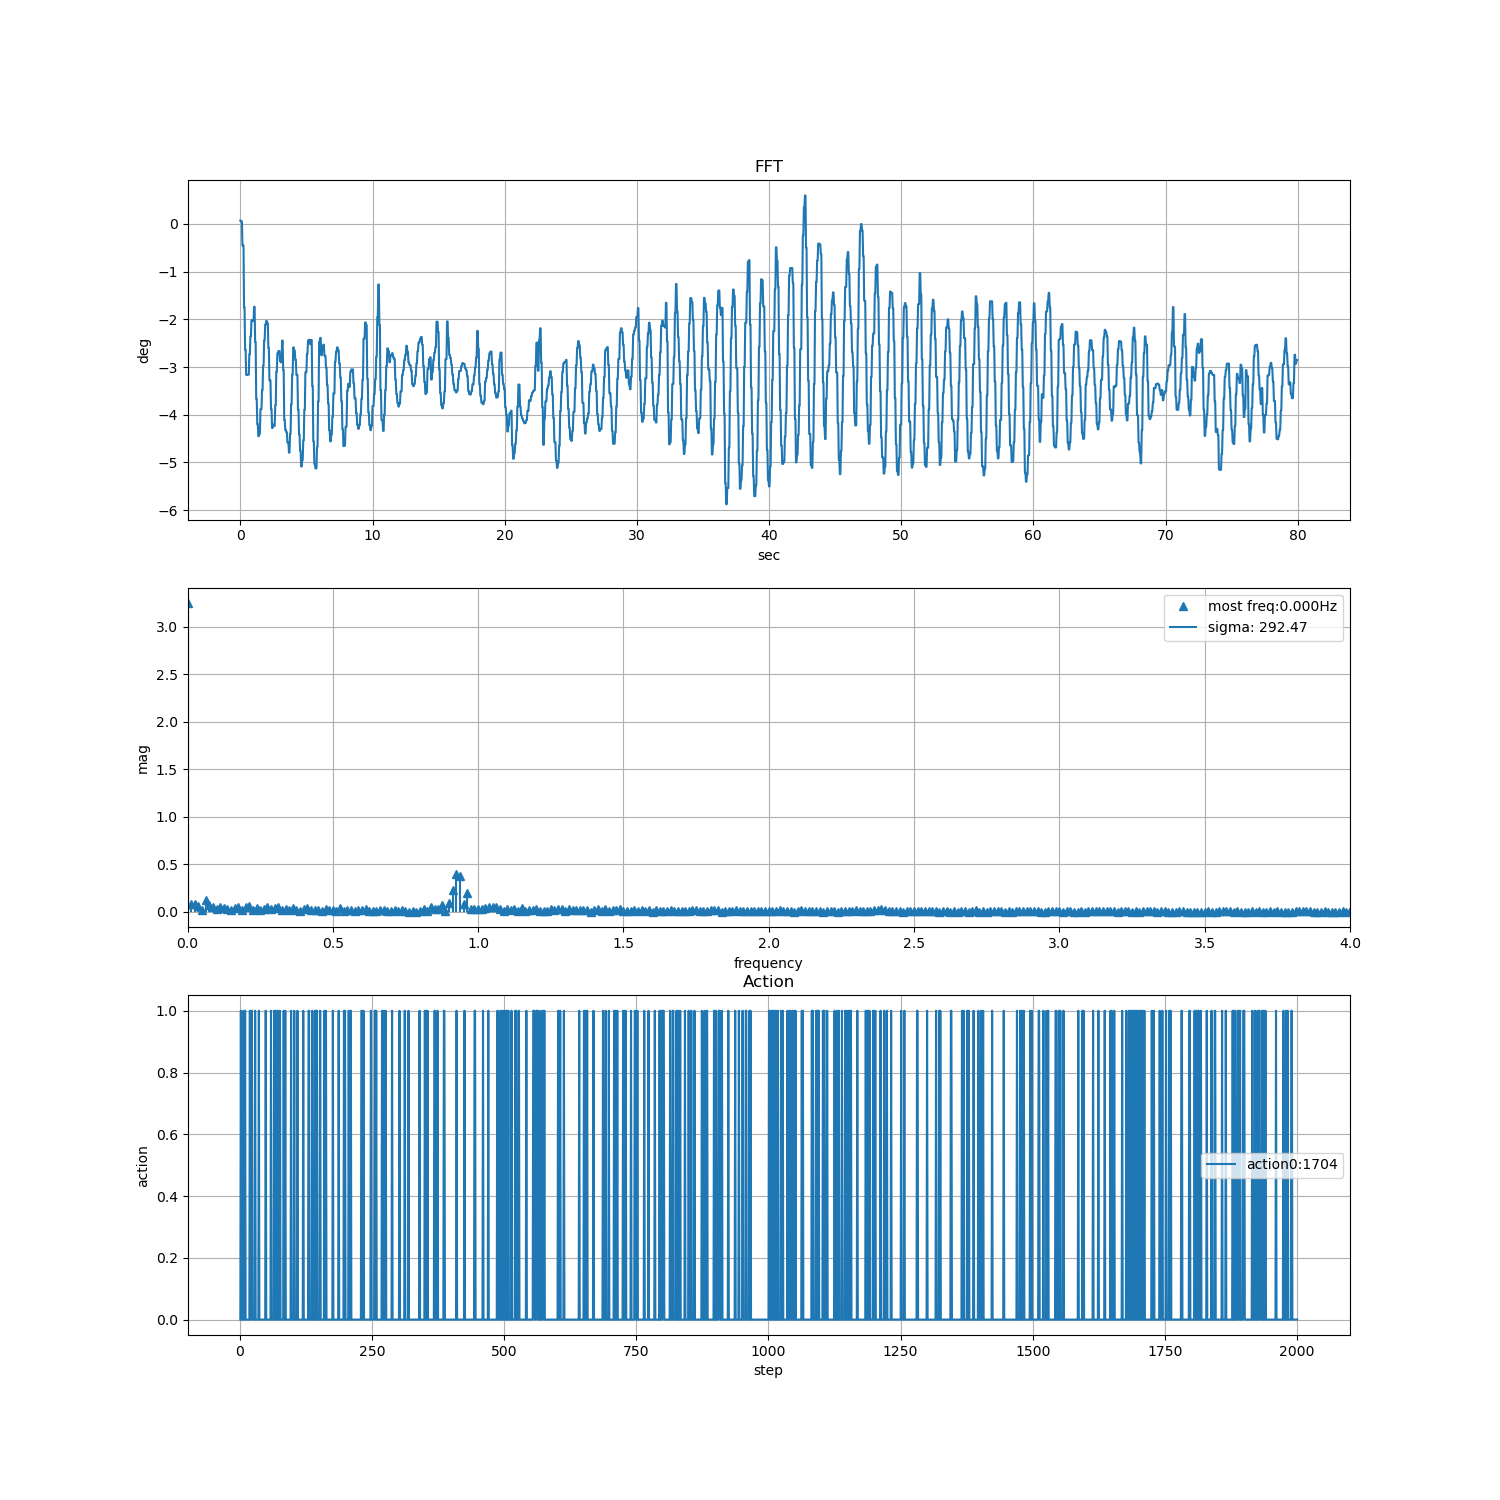 FFT
0
−1
−2
−3
−4
−5
−6
deg
0 10 20 30 40 50 60 70 80
sec
most freq:0.000Hz
sigma: 292.47
3.0
2.5
2.0
1.5
1.0
0.5
0.0
mag
0.0 0.5 1.0 1.5 2.0 2.5 3.0 3.5 4.0
frequency
Action
1.0
0.8
0.6
0.4
0.2
0.0
action
action0:1704
0 250 500 750 1000 1250 1500 1750 2000
step